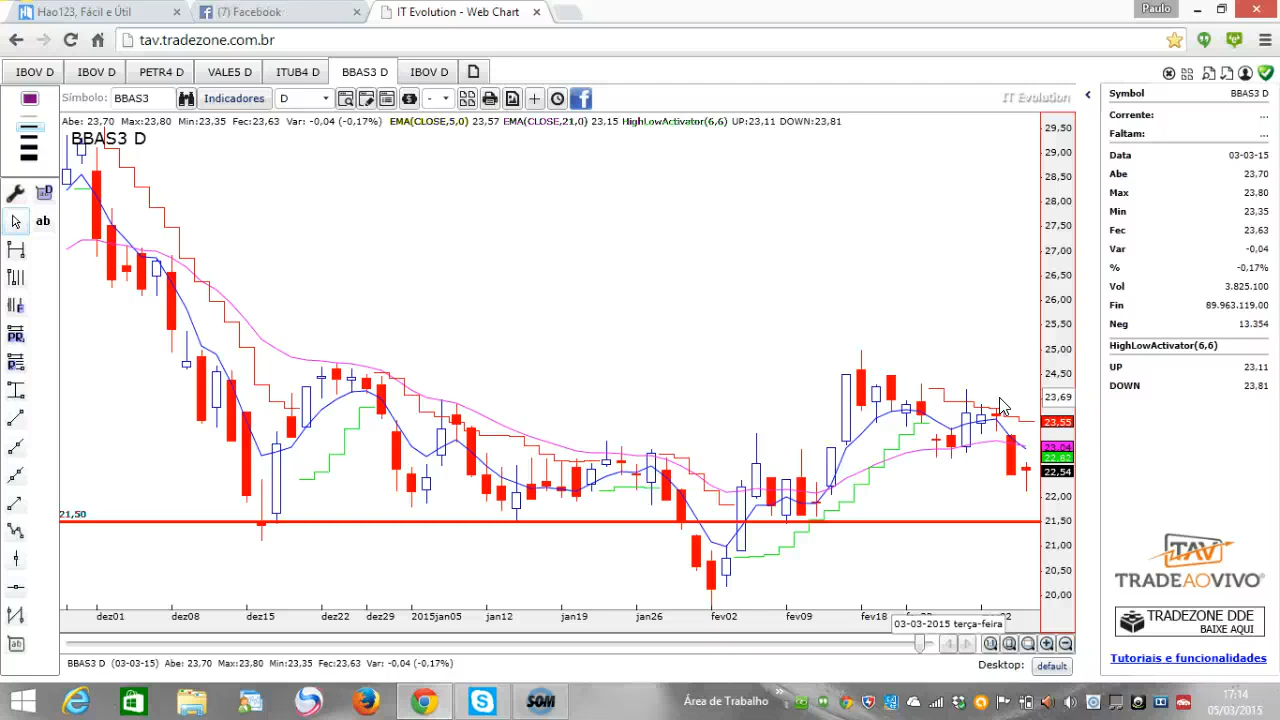 Hao123, Fácil e Útil
(7) Facebook
IT Evolution - Web Chart
Paulo
tav.tradezone.com.br
IBOV D
IBOV D
PETR4 D
VALE5 D
ITUB4 D
BBAS3 D
IBOV D
Símbolo:
BBAS3
Indicadores
D
-
IT Evolution
Abe: 23,70 Max: 23,80 Min: 23,35 Fec: 23,63 Var: -0,04 (-0,17%) EMA(CLOSE,5,0) 23,57 EMA(CLOSE,21,0) 23,15 HighLowActivator(6,6) UP:23,11 DOWN:23,81
BBAS3 D
ab
PR
29,50
29,00
28,50
28,00
27,50
27,00
26,50
26,00
25,50
25,00
24,50
23,69
23,55
23,04
22,82
22,54
22,00
21,50
21,00
20,50
20,00
21,50
dez01
dez08
dez15
dez22
dez29
2015jan05
jan12
jan19
jan26
fev02
fev09
fev18
03-03-2015 terça-feira
BBAS3 D (03-03-15) Abe: 23,70 Max:23,80 Min:23,35 Fec:23,63 Var: -0,04 (-0,17%)
Desktop:
default
Symbol BBAS3 D
Corrente: ...
Faltam: ...
Data 03-03-15
Abe 23,70
Max 23,80
Min 23,35
Fec 23,63
Var -0,04
% -0,17%
Vol 3.825.100
Fin 89.963.119,00
Neg 13.354
HighLowActivator(6,6)
UP 23,11
DOWN 23,81
TAV
TRADEAOVIVO
TRADEZONE DDE
BAIXE AQUI
Tutoriais e funcionalidades
SOM
Área de Trabalho
17:14
05/03/2015